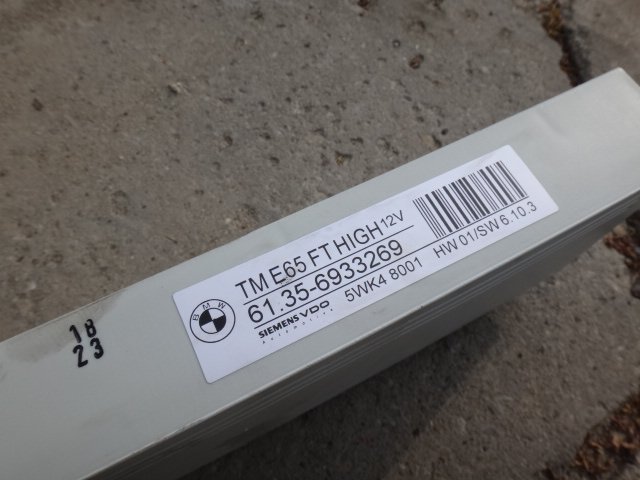 BMW
TM E65 FT HIGH 12V
61.35-6933269
SIEMENS VDO
Automotive
5WK4 8001
HW 01/SW 6.10.3
18
23